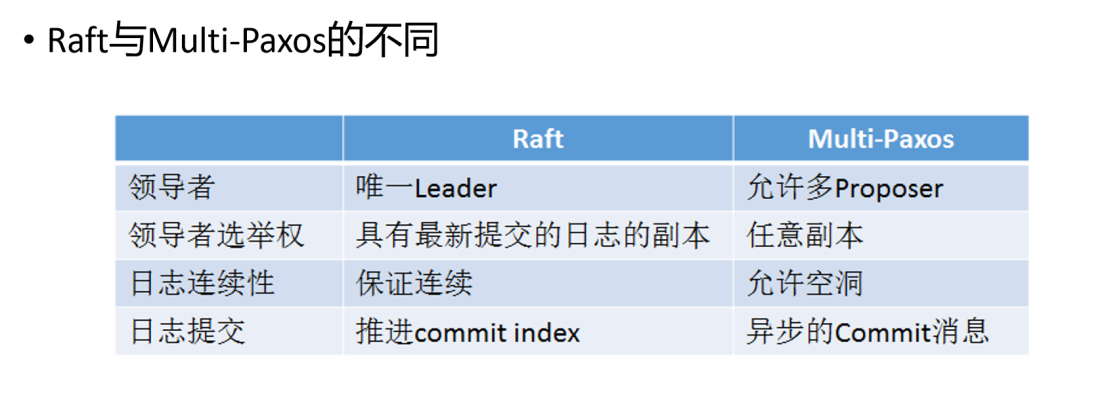 • Raft与Multi-Paxos的不同
Raft Multi-Paxos
领导者 唯一Leader 允许多Proposer
领导者选举权 具有最新提交的日志的副本 任意副本
日志连续性 保证连续 允许空洞
日志提交 推进commit index 异步的Commit消息